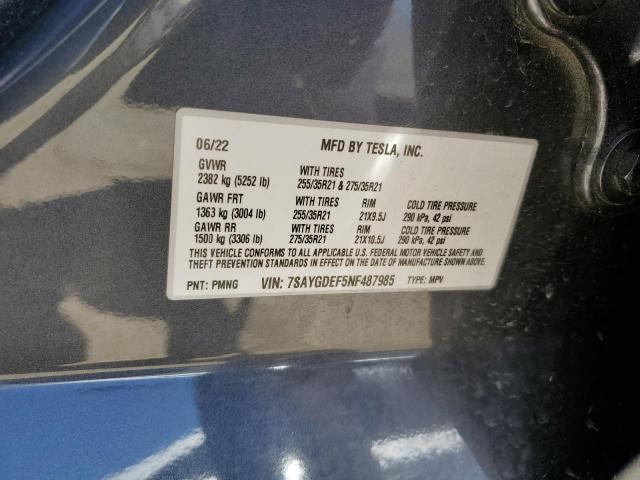 06/22 MFD BY TESLA, INC.
GVWR WITH TIRES
2382 kg (5252 lb) 255/35R21 & 275/35R21
GAWR FRT WITH TIRES RIM COLD TIRE PRESSURE
1363 kg (3004 lb) 255/35R21 21X9.5J 290 kPa, 42 psi
GAWR RR WITH TIRES RIM COLD TIRE PRESSURE
1500 kg (3306 lb) 275/35R21 21X10.5J 290 kPa, 42 psi
THIS VEHICLE CONFORMS TO ALL APPLICABLE U.S. FEDERAL MOTOR VEHICLE SAFETY AND
THEFT PREVENTION STANDARDS IN EFFECT ON THE DATE OF MANUFACTURE SHOWN ABOVE.
PNT: PMNG VIN: 7SAYGDEF5NF487985 TYPE: MPV